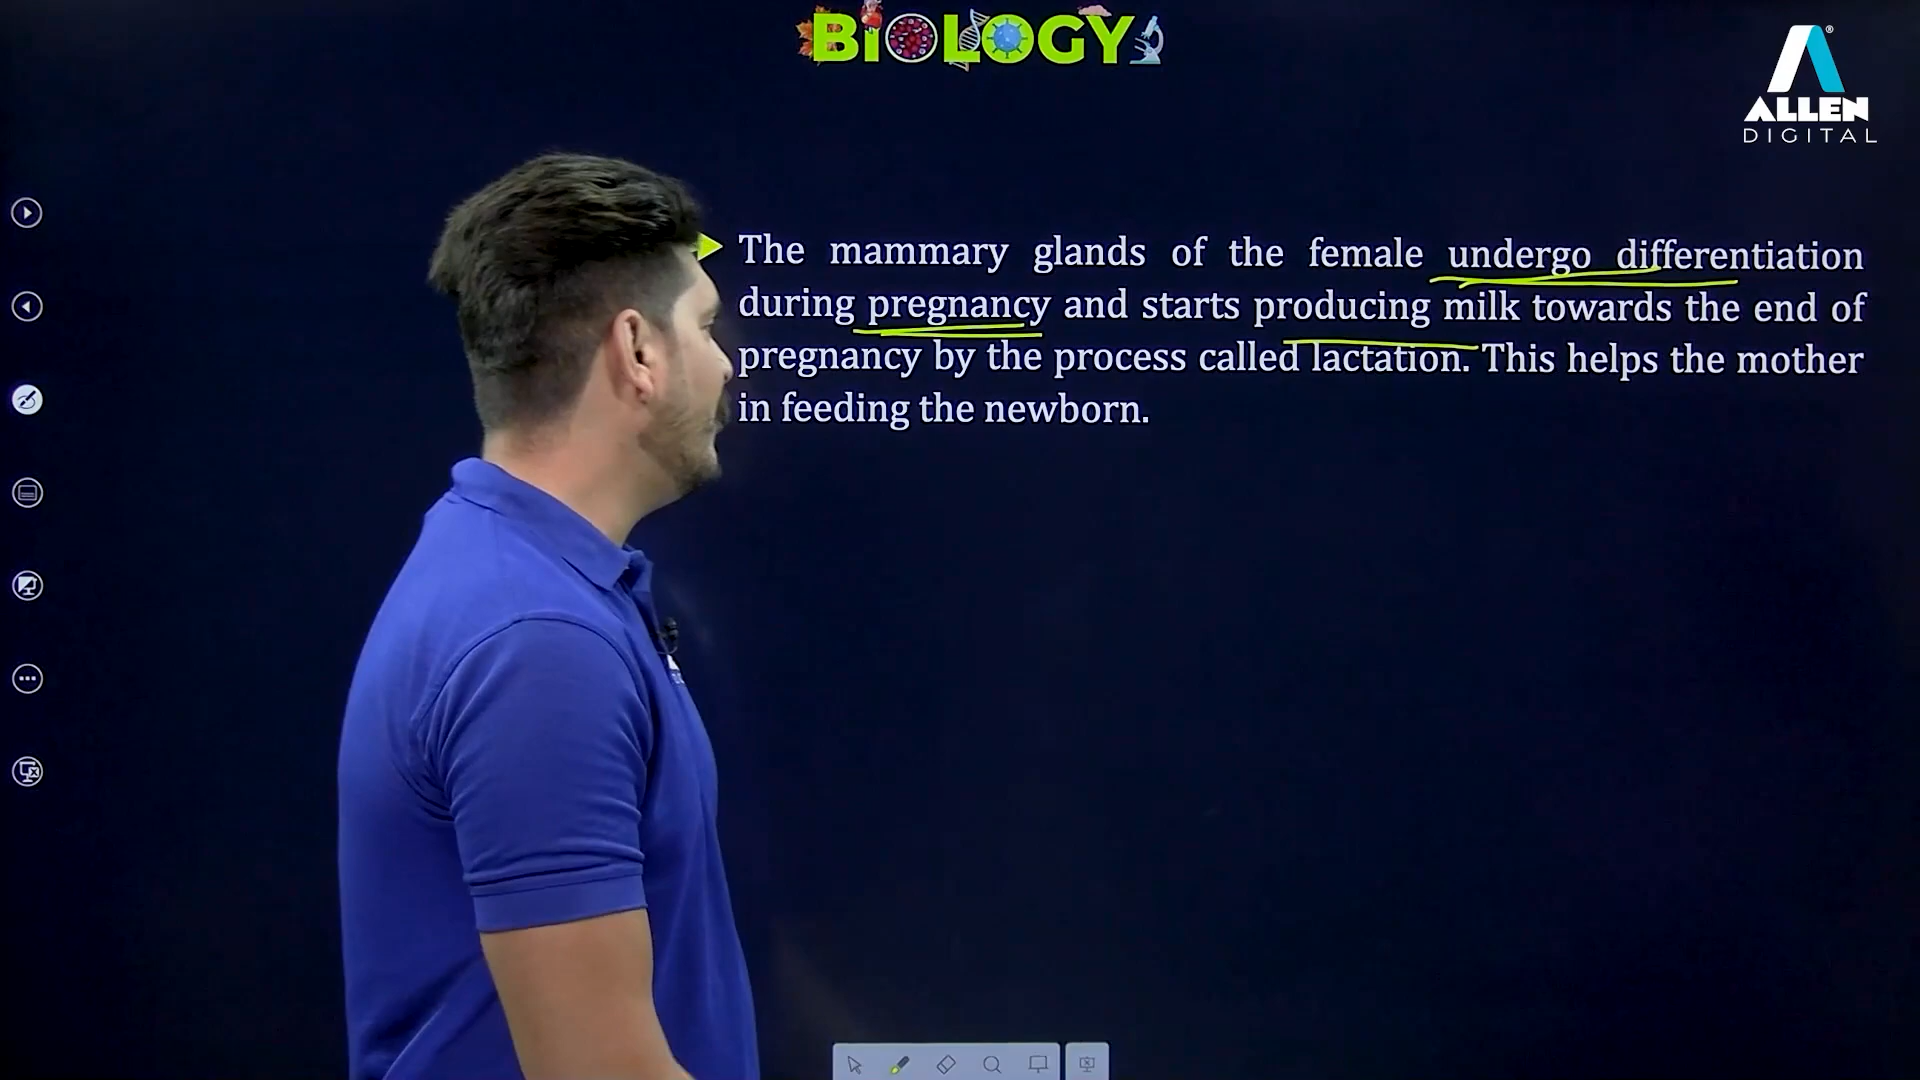 BIOLOGY
ALLEN
DIGITAL
The mammary glands of the female undergo differentiation
during pregnancy and starts producing milk towards the end of
pregnancy by the process called lactation. This helps the mother
in feeding the newborn.